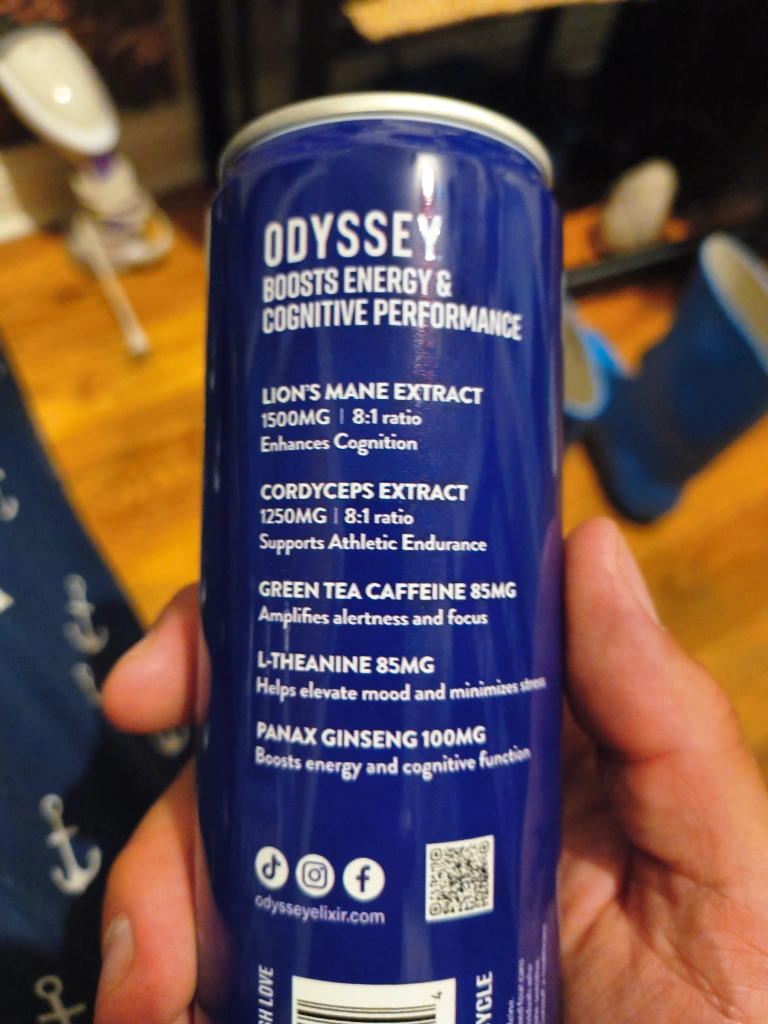 ODYSSEY
BOOSTS ENERGY &
COGNITIVE PERFORMANCE
LION'S MANE EXTRACT
1500MG | 8:1 ratio
Enhances Cognition
CORDYCEPS EXTRACT
1250MG | 8:1 ratio
Supports Athletic Endurance
GREEN TEA CAFFEINE 85MG
Amplifies alertness and focus
L-THEANINE 85MG
Helps elevate mood and minimizes stress
PANAX GINSENG 100MG
Boosts energy and cognitive function
odysseyelixir.com
LOVE
4